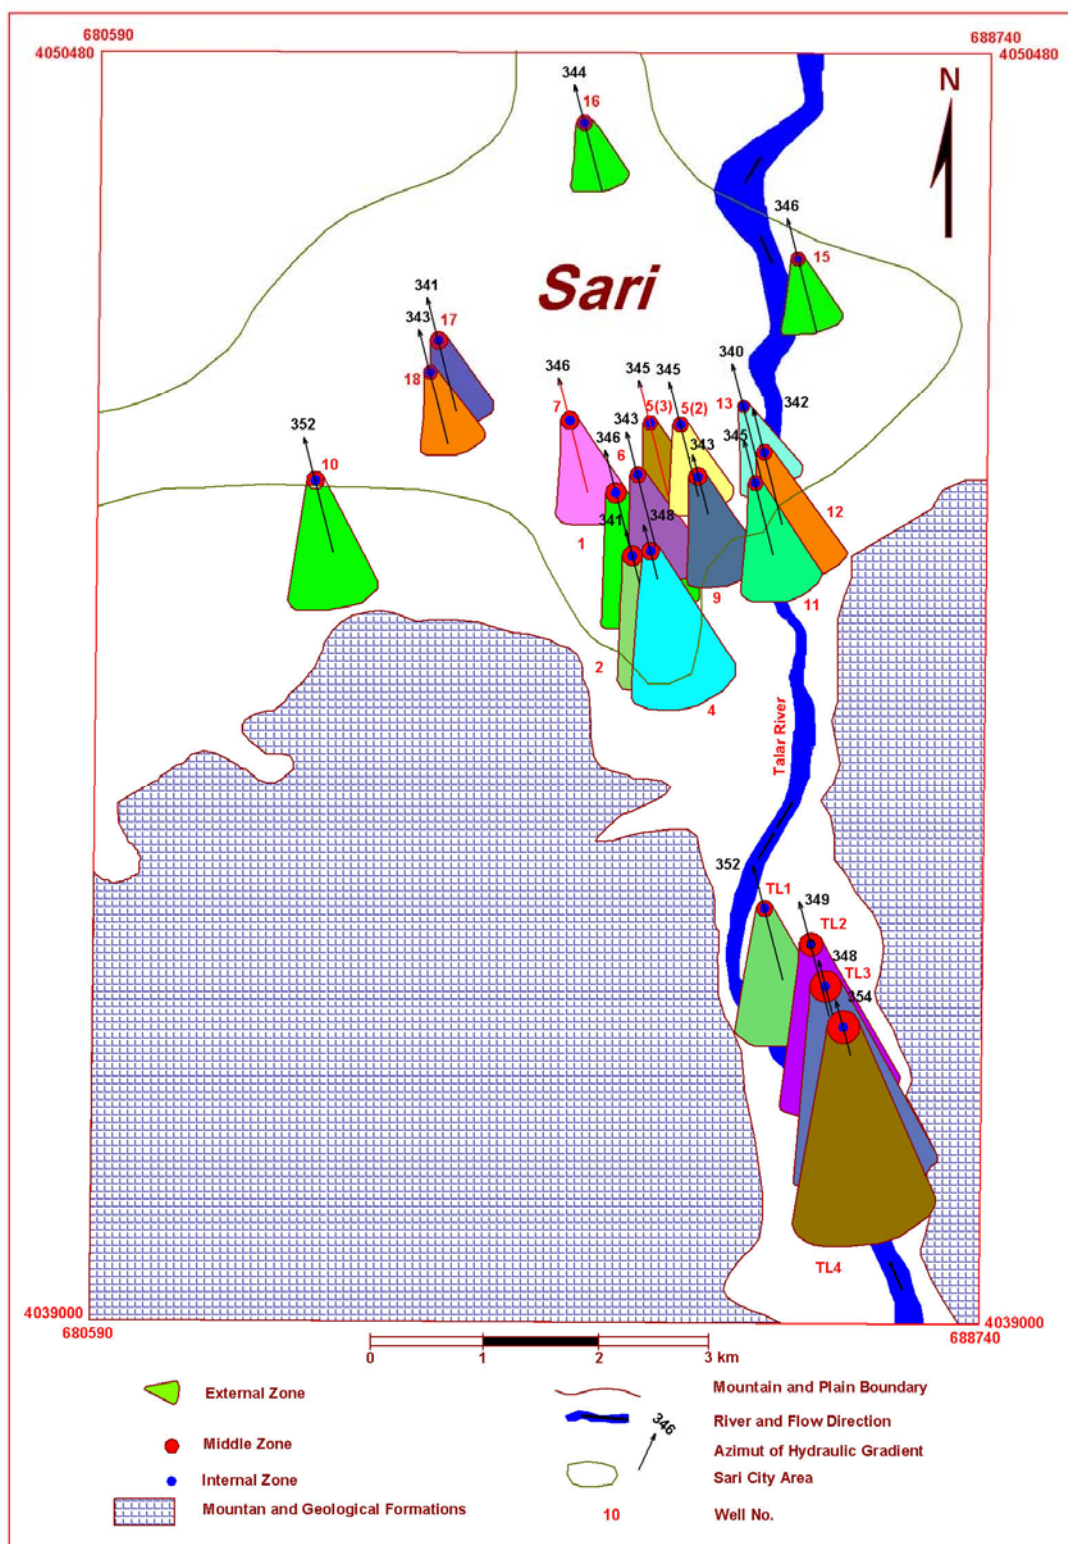 680590
688740
4050480
4050480
344
16
N
346
15
Sari
341
17
343
18
346
7
345
5(3)
345
5(2)
340
13
342
352
10
346
343
6
343
345
12
1
341
348
9
11
2
4
Talar River
352
TL1
349
TL2
348
TL3
354
TL4
4039000
680590
4039000
688740
0
1
2
3 km
External Zone
Mountain and Plain Boundary
River and Flow Direction
Middle Zone
346
Azimut of Hydraulic Gradient
Internal Zone
Sari City Area
Mountan and Geological Formations
10
Well No.